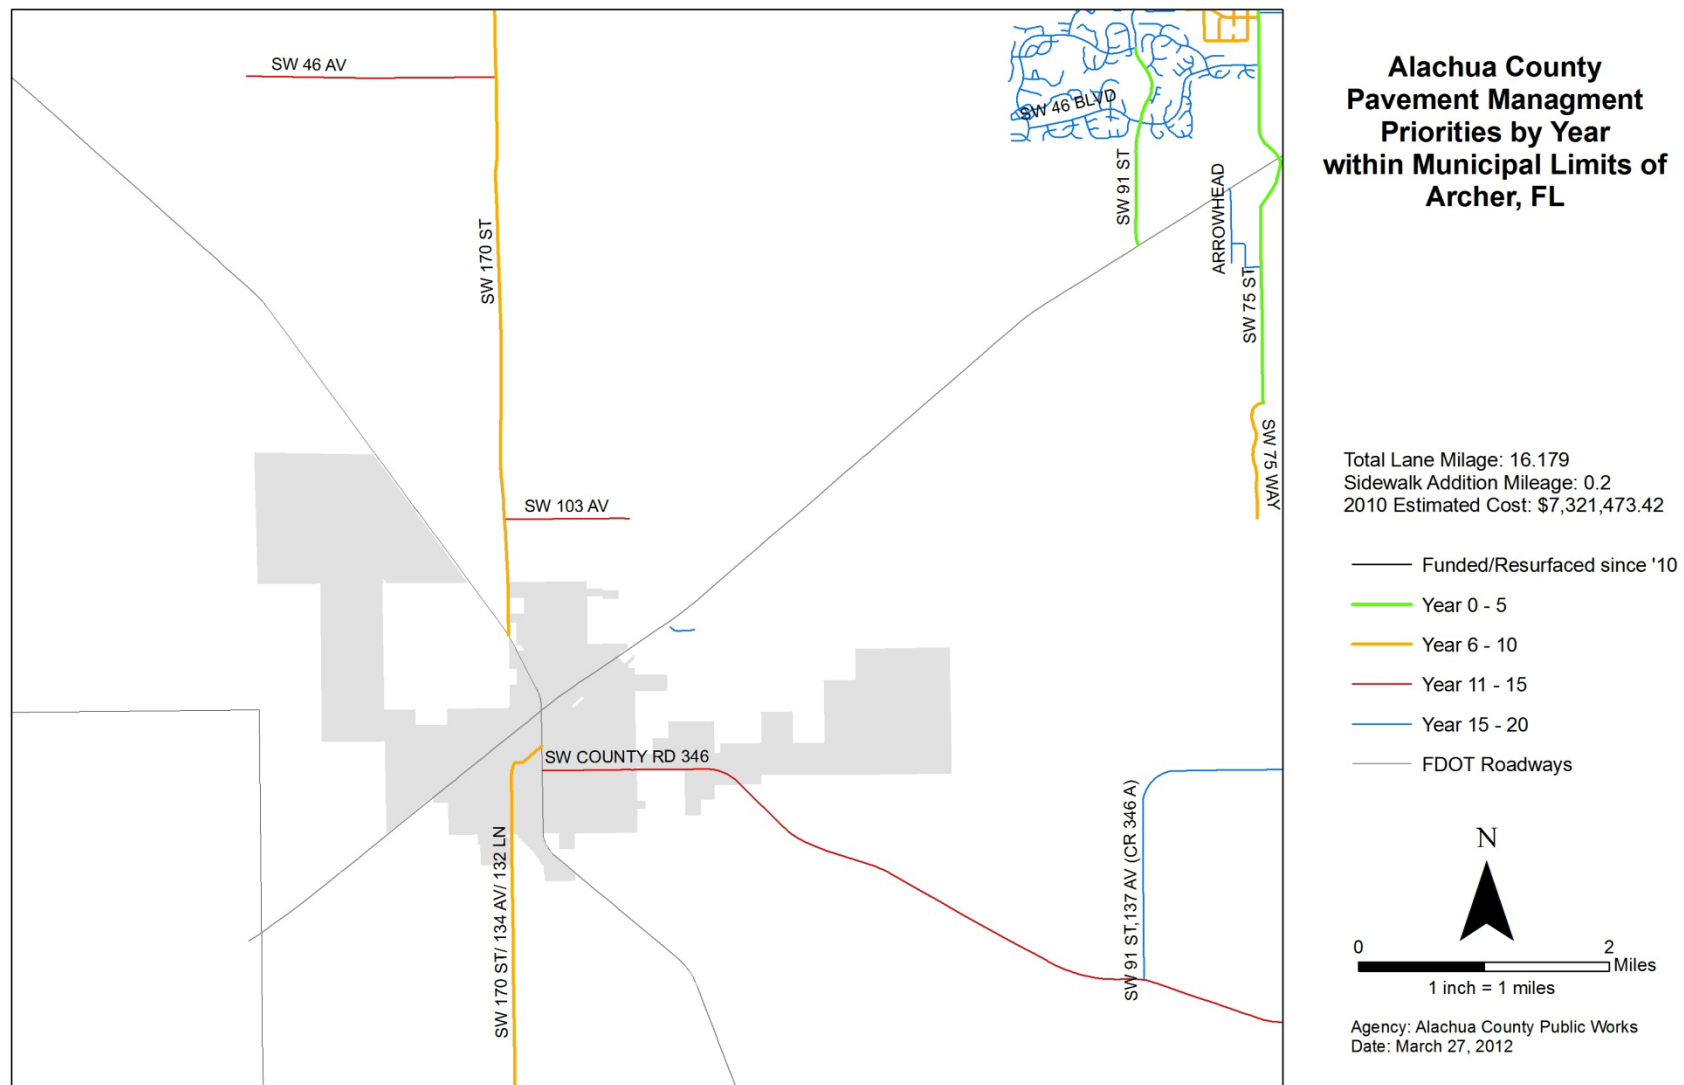 Alachua County
Pavement Managment
Priorities by Year
within Municipal Limits of
Archer, FL
SW 46 AV
SW 46 BLVD
SW 91 ST
ARROWHEAD
SW 170 ST
SW 75 ST
SW 75 WAY
SW 103 AV
SW COUNTY RD 346
SW 170 ST/ 134 AV/ 132 LN
SW 91 ST,137 AV (CR 346 A)
Total Lane Milage: 16.179
Sidewalk Addition Mileage: 0.2
2010 Estimated Cost: $7,321,473.42
Funded/Resurfaced since '10
Year 0 - 5
Year 6 - 10
Year 11 - 15
Year 15 - 20
FDOT Roadways
N
0 2
Miles
1 inch = 1 miles
Agency: Alachua County Public Works
Date: March 27, 2012